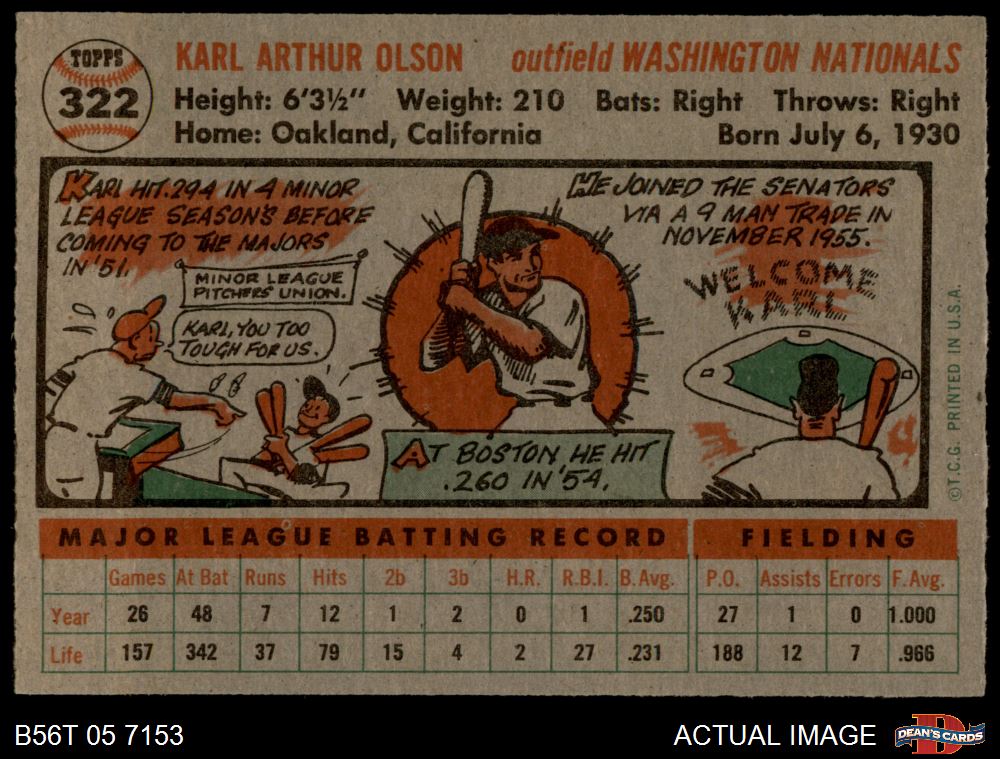 TOPPS
322
KARL ARTHUR OLSON outfield WASHINGTON NATIONALS
Height: 6'3½" Weight: 210 Bats: Right Throws: Right
Home: Oakland, California Born July 6, 1930
KARL HIT .294 IN 4 MINOR
LEAGUE SEASONS BEFORE
COMING TO THE MAJORS
IN '51.
MINOR LEAGUE
PITCHERS' UNION.
KARL, YOU TOO
TOUGH FOR US.
AT BOSTON, HE HIT
.260 IN '54.
HE JOINED THE SENATORS
VIA A 9 MAN TRADE IN
NOVEMBER 1955.
WELCOME
KARL
©T.C.G. PRINTED IN U.S.A.
MAJOR LEAGUE BATTING RECORD FIELDING
Games At Bat Runs Hits 2b 3b H.R. R.B.I. B. Avg. P.O. Assists Errors F. Avg.
Year 26 48 7 12 1 2 0 1 .250 27 1 0 1.000
Life 157 342 37 79 15 4 2 27 .231 188 12 7 .966
B56T 05 7153 ACTUAL IMAGE DEAN'S CARDS